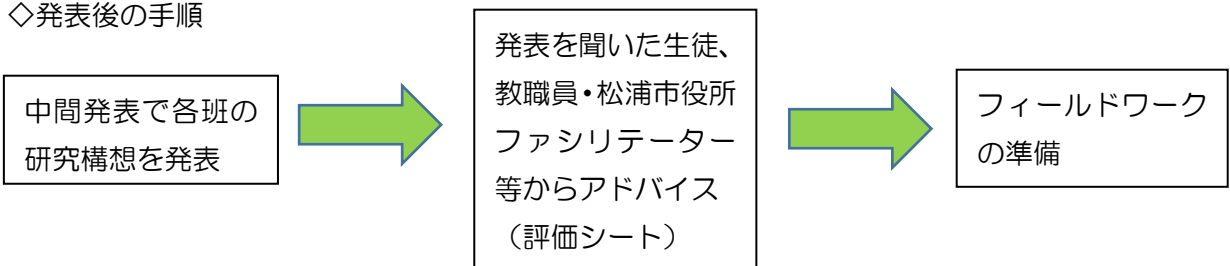 ◇発表後の手順
中間発表で各班の
研究構想を発表
発表を聞いた生徒、
教職員・松浦市役所
ファシリテーター
等からアドバイス
（評価シート）
フィールドワーク
の準備